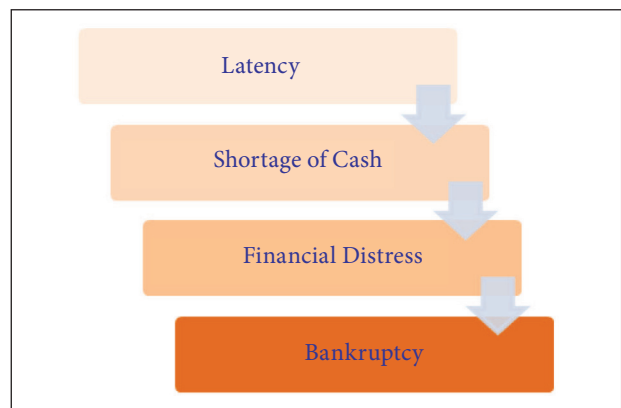 Latency
Shortage of Cash
Financial Distress
Bankruptcy